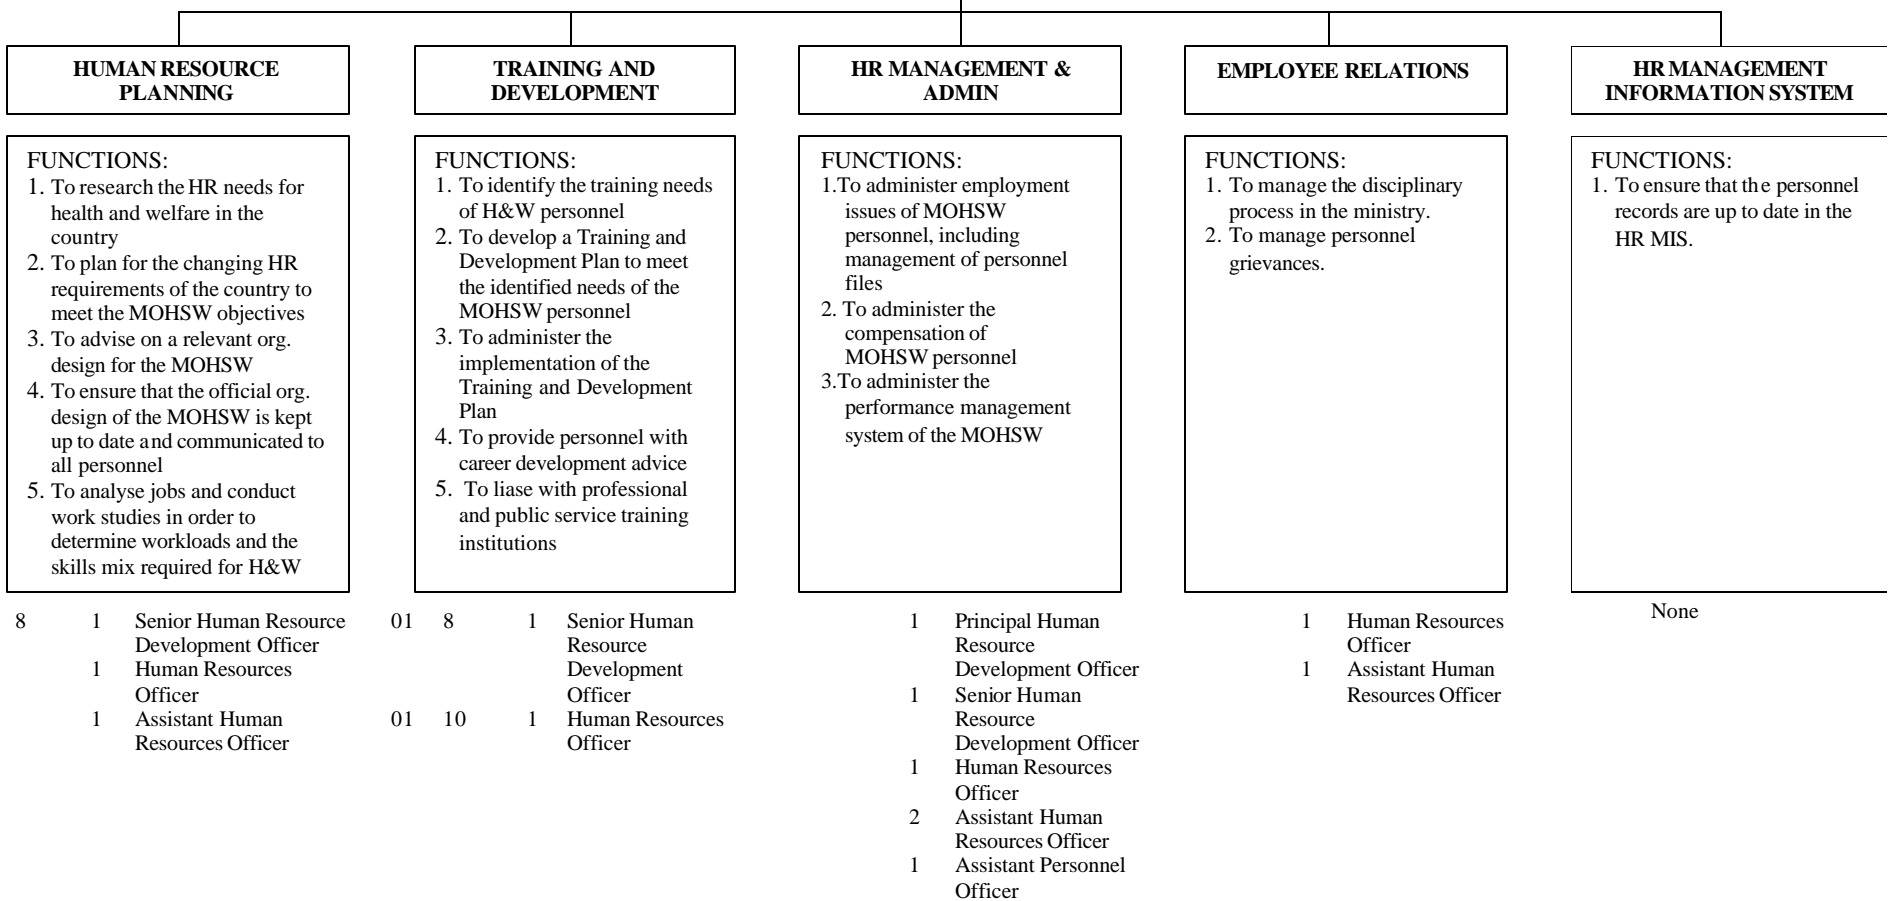 HUMAN RESOURCE
PLANNING
FUNCTIONS:
1. To research the HR needs for
health and welfare in the
country
2. To plan for the changing HR
requirements of the country to
meet the MOHSW objectives
3. To advise on a relevant org.
design for the MOHSW
4. To ensure that the official org.
design of the MOHSW is kept
up to date and communicated to
all personnel
5. To analyse jobs and conduct
work studies in order to
determine workloads and the
skills mix required for H&W
8 1 Senior Human Resource
Development Officer
1 Human Resources
Officer
1 Assistant Human
Resources Officer
TRAINING AND
DEVELOPMENT
FUNCTIONS:
1. To identify the training needs
of H&W personnel
2. To develop a Training and
Development Plan to meet
the identified needs of the
MOHSW personnel
3. To administer the
implementation of the
Training and Development
Plan
4. To provide personnel with
career development advice
5. To liase with professional
and public service training
institutions
01 8 1 Senior Human
Resource
Development
Officer
01 10 1 Human Resources
Officer
HR MANAGEMENT &
ADMIN
FUNCTIONS:
1.To administer employment
issues of MOHSW
personnel, including
management of personnel
files
2. To administer the
compensation of
MOHSW personnel
3.To administer the
performance management
system of the MOHSW
1 Principal Human
Resource
Development Officer
1 Senior Human
Resource
Development Officer
1 Human Resources
Officer
2 Assistant Human
Resources Officer
1 Assistant Personnel
Officer
EMPLOYEE RELATIONS
FUNCTIONS:
1. To manage the disciplinary
process in the ministry.
2. To manage personnel
grievances.
1 Human Resources
Officer
1 Assistant Human
Resources Officer
HR MANAGEMENT
INFORMATION SYSTEM
FUNCTIONS:
1. To ensure that the personnel
records are up to date in the
HR MIS.
None